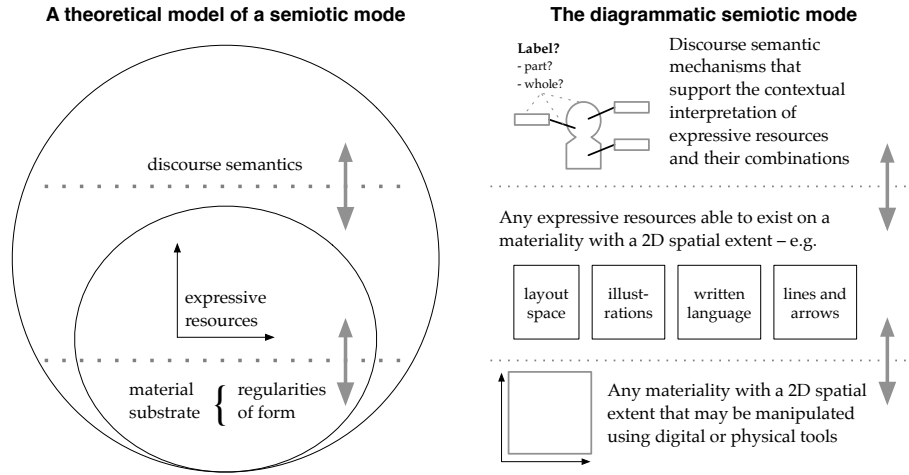 A theoretical model of a semiotic mode
discourse semantics
expressive
resources
material
substrate
{
regularities
of form
The diagrammatic semiotic mode
Label?
- part?
- whole?
Discourse semantic
mechanisms that
support the contextual
interpretation of
expressive resources
and their combinations
Any expressive resources able to exist on a
materiality with a 2D spatial extent – e.g.
layout
space
illust-
rations
written
language
lines and
arrows
Any materiality with a 2D spatial
extent that may be manipulated
using digital or physical tools